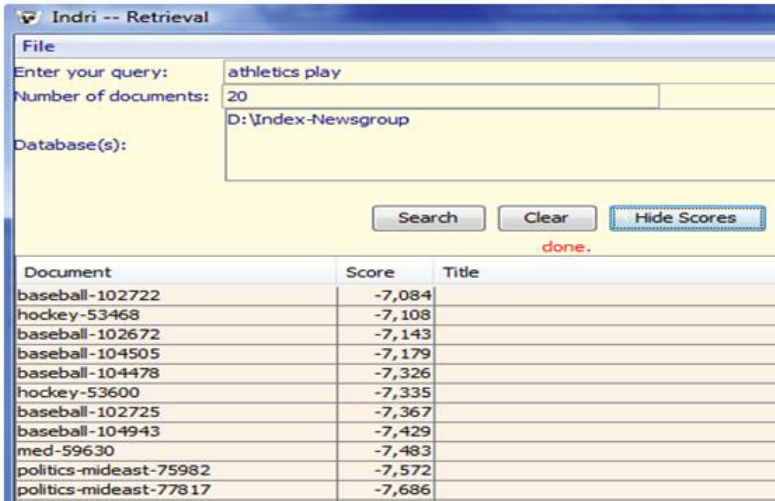 Indri -- Retrieval
File
Enter your query: athletics play
Number of documents: 20
Database(s): D:\Index-Newsgroup
Search Clear Hide Scores
done.
Document Score Title
baseball-102722 -7,084
hockey-53468 -7,108
baseball-102672 -7,143
baseball-104505 -7,179
baseball-104478 -7,326
hockey-53600 -7,335
baseball-102725 -7,367
baseball-104943 -7,429
med-59630 -7,483
politics-mideast-75982 -7,572
politics-mideast-77817 -7,686